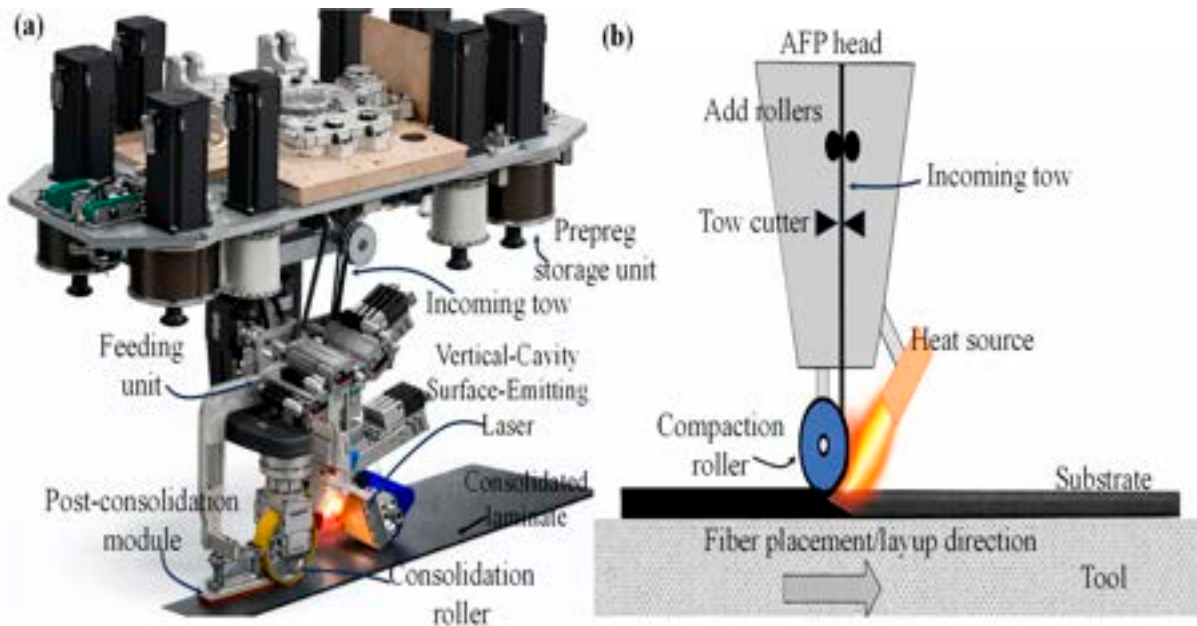 (a)
Prepreg
storage unit
Incoming tow
Feeding
unit
Vertical-Cavity
Surface-Emitting
Laser
Consolidated
laminate
Post-consolidation
module
Consolidation
roller
(b)
AFP head
Add rollers
Incoming tow
Tow cutter
Heat source
Compaction
roller
Substrate
Fiber placement/layup direction
Tool